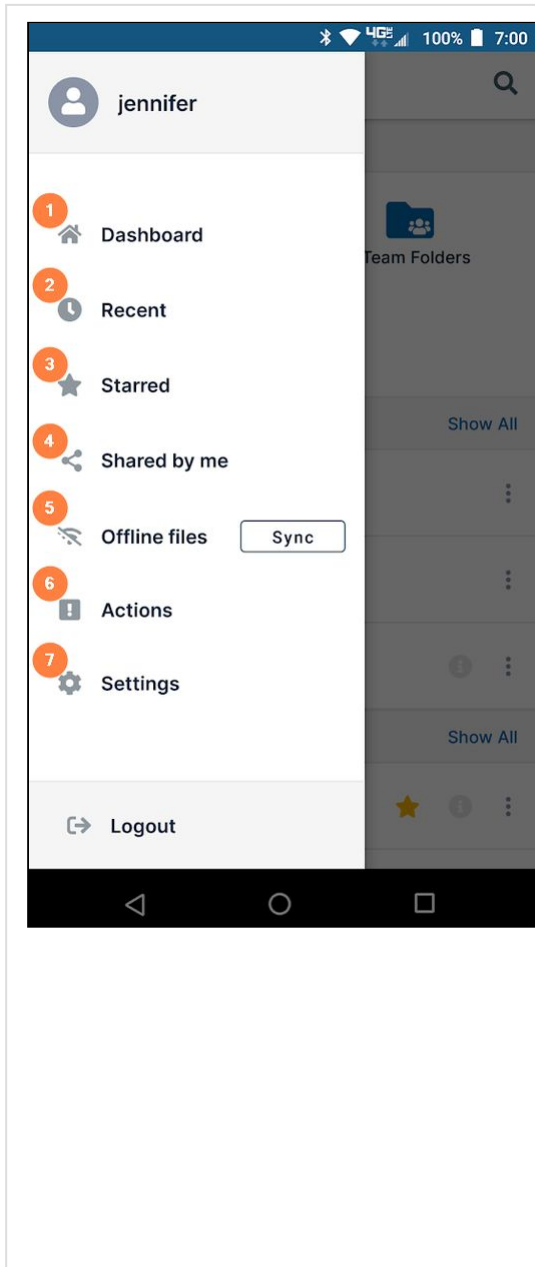 4GE 100% 7:00
jennifer
1
Dashboard
Team Folders
2
Recent
3
Starred
Show All
4
Shared by me
5
Offline files Sync
6
Actions
7
Settings
Show All
Logout